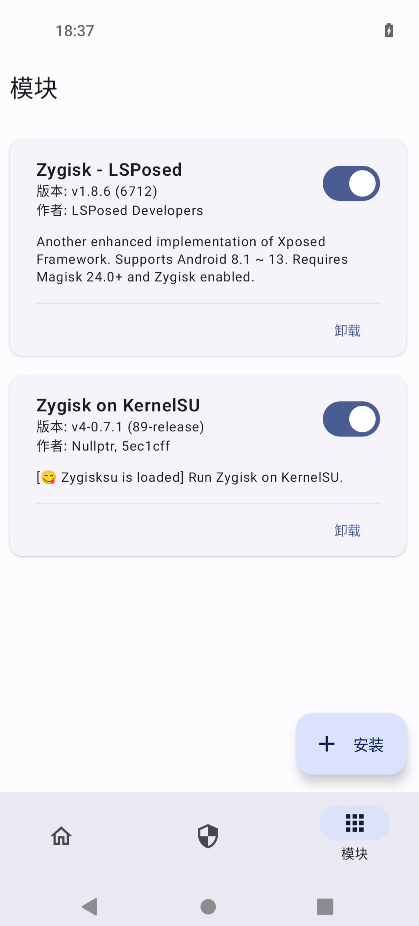 18:37
模块
Zygisk - LSPosed
版本: v1.8.6 (6712)
作者: LSPosed Developers
Another enhanced implementation of Xposed
Framework. Supports Android 8.1 ~ 13. Requires
Magisk 24.0+ and Zygisk enabled.
卸载
Zygisk on KernelSU
版本: v4-0.7.1 (89-release)
作者: Nullptr, 5ec1cff
[😋 Zygisksu is loaded] Run Zygisk on KernelSU.
卸载
安装
模块